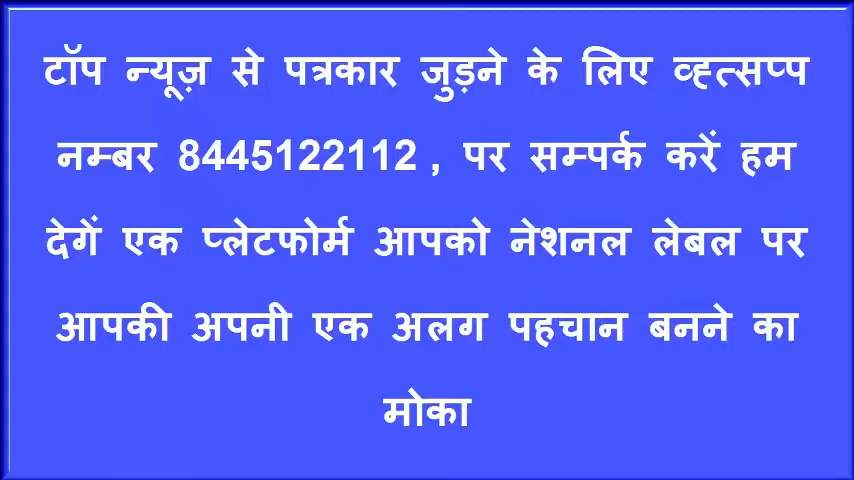 टॉप न्यूज़ से पत्रकार जुड़ने के लिए व्ह्त्सप्प
नम्बर 8445122112 , पर सम्पर्क करें हम
देगें एक प्लेटफोर्म आपको नेशनल लेबल पर
आपकी अपनी एक अलग पहचान बनने का
मोका